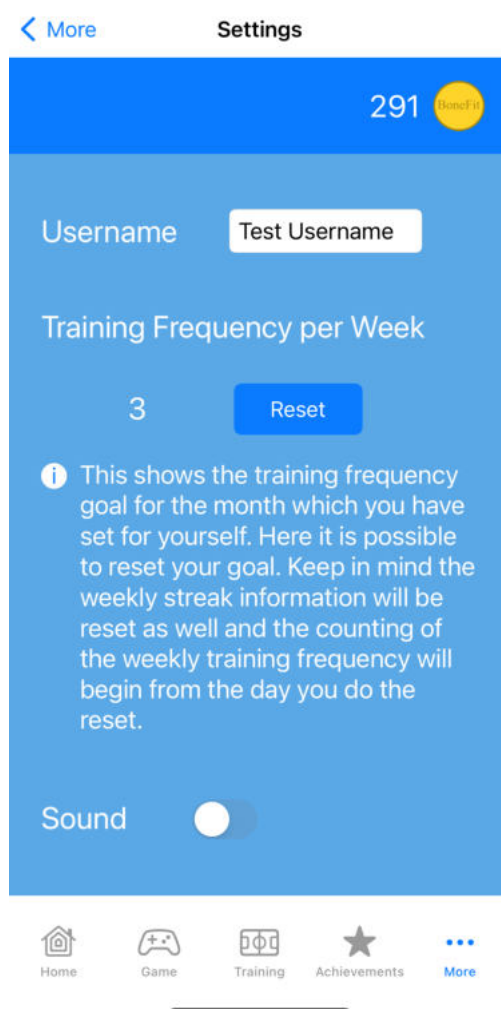 More
Settings
291
BoneFit
Username
Test Username
Training Frequency per Week
3
Reset
This shows the training frequency
goal for the month which you have
set for yourself. Here it is possible
to reset your goal. Keep in mind the
weekly streak information will be
reset as well and the counting of
the weekly training frequency will
begin from the day you do the
reset.
Sound
Home
Game
Training
Achievements
More